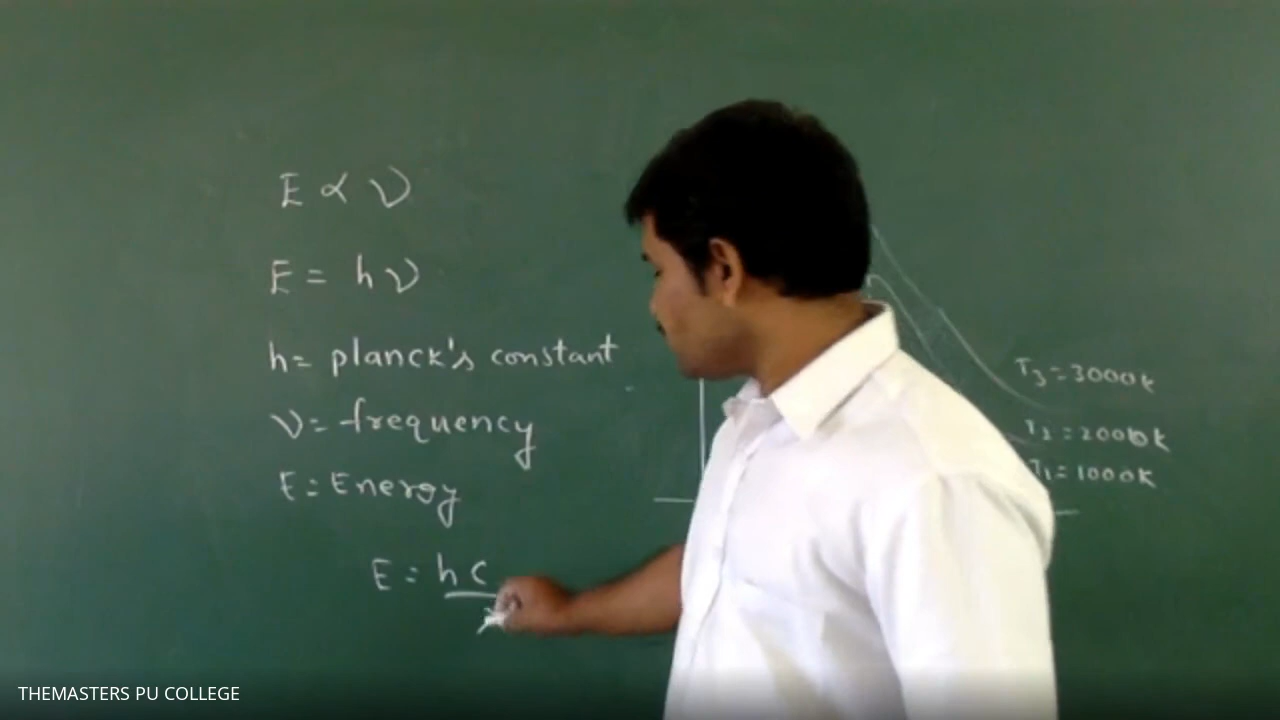 E ∝ ν
E = hν
h= planck's constant
ν= frequency
E= Energy
E = hc
T3=3000k
T2=2000k
T1=1000k
THEMASTERS PU COLLEGE